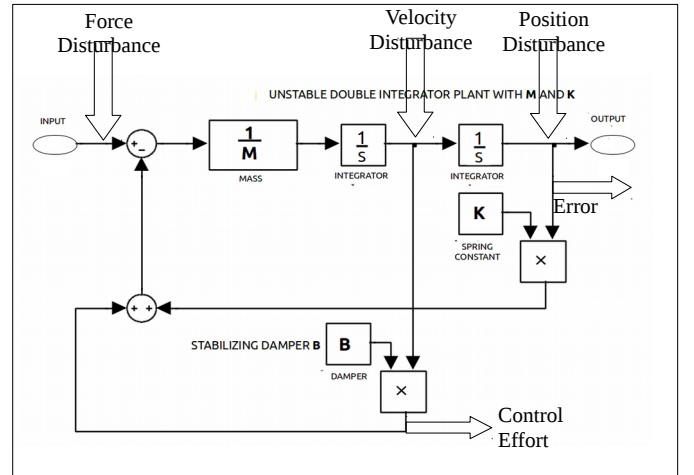 Force
Disturbance
Velocity
Disturbance
Position
Disturbance
UNSTABLE DOUBLE INTEGRATOR PLANT WITH M AND K
INPUT
OUTPUT
+
-
1
M
MASS
1
S
INTEGRATOR
1
S
INTEGRATOR
Error
K
SPRING
CONSTANT
×
+ +
STABILIZING DAMPER B
B
DAMPER
×
Control
Effort